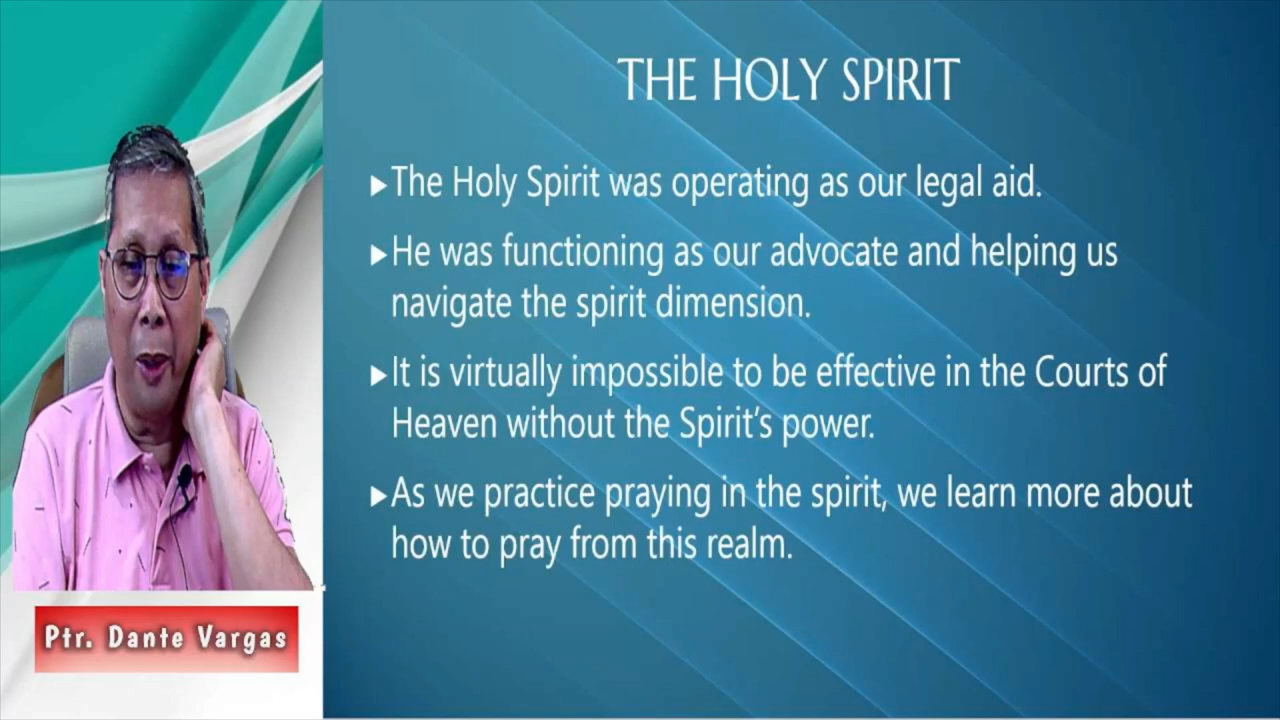 THE HOLY SPIRIT
▶The Holy Spirit was operating as our legal aid.
▶He was functioning as our advocate and helping us
navigate the spirit dimension.
▶It is virtually impossible to be effective in the Courts of
Heaven without the Spirit's power.
▶As we practice praying in the spirit, we learn more about
how to pray from this realm.
Ptr. Dante Vargas